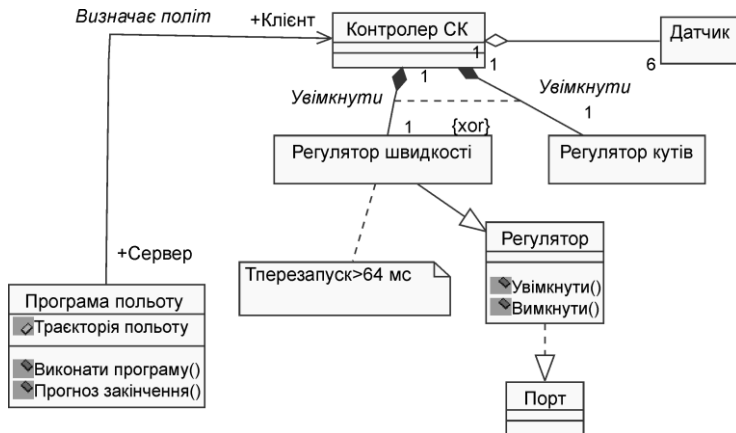 Визначає політ
+Клієнт
Контролер СК
1
1
1
6
Датчик
Увімкнути
Увімкнути
1
1
{xor}
Регулятор швидкості
Регулятор кутів
+Сервер
Тперезапуск>64 мс
Регулятор
Увімкнути()
Вимкнути()
Програма польоту
Траєкторія польоту
Виконати програму()
Прогноз закінчення()
Порт